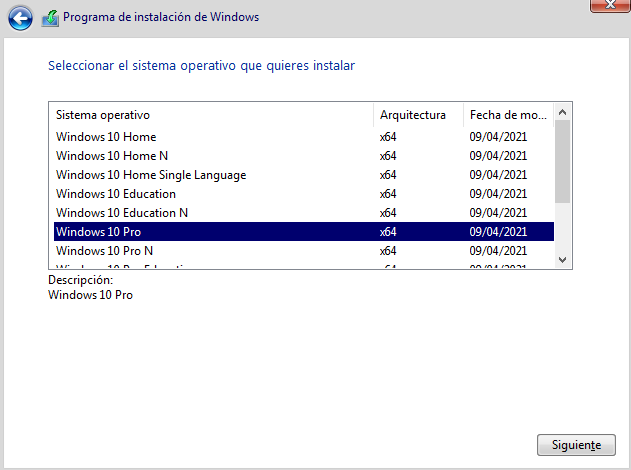 Programa de instalación de Windows
Seleccionar el sistema operativo que quieres instalar
Sistema operativo Arquitectura Fecha de mo...
Windows 10 Home x64 09/04/2021
Windows 10 Home N x64 09/04/2021
Windows 10 Home Single Language x64 09/04/2021
Windows 10 Education x64 09/04/2021
Windows 10 Education N x64 09/04/2021
Windows 10 Pro x64 09/04/2021
Windows 10 Pro N x64 09/04/2021
Descripción:
Windows 10 Pro
Siguiente